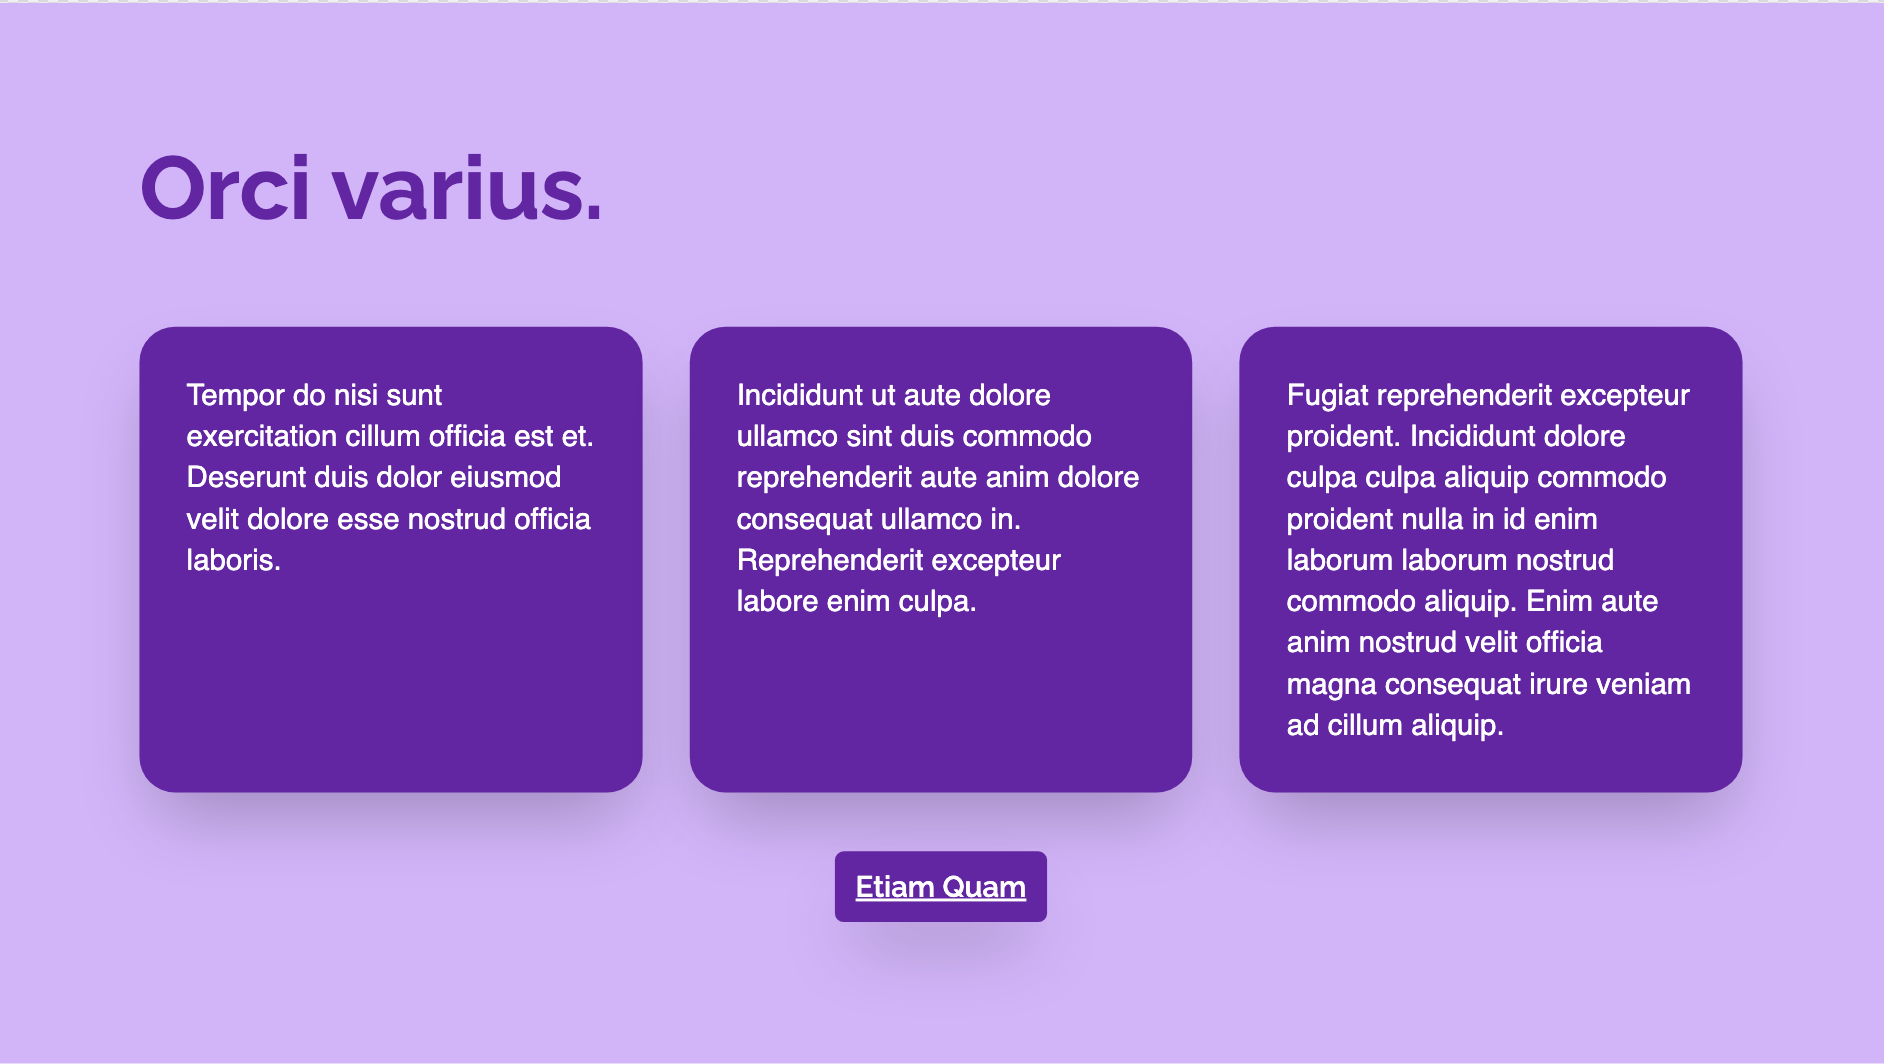 Orci varius.
Tempor do nisi sunt
exercitation cillum officia est et.
Deserunt duis dolor eiusmod
velit dolore esse nostrud officia
laboris.
Incididunt ut aute dolore
ullamco sint duis commodo
reprehenderit aute anim dolore
consequat ullamco in.
Reprehenderit excepteur
labore enim culpa.
Fugiat reprehenderit excepteur
proident. Incididunt dolore
culpa culpa aliquip commodo
proident nulla in id enim
laborum laborum nostrud
commodo aliquip. Enim aute
anim nostrud velit officia
magna consequat irure veniam
ad cillum aliquip.
Etiam Quam